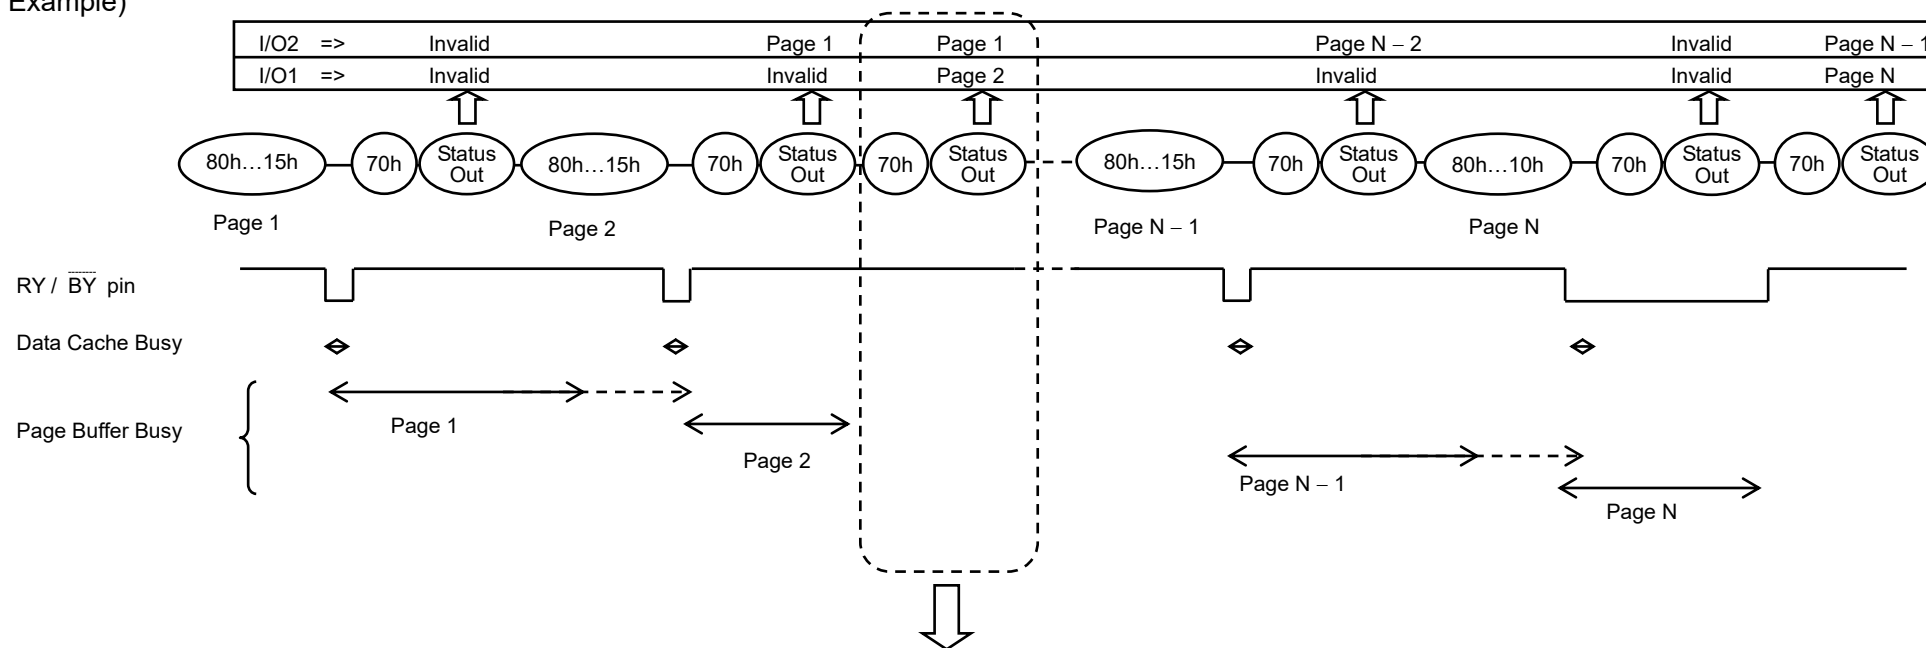 Example)
I/O2 => Invalid Page 1 Page 1 Page N – 2 Invalid Page N – 1
I/O1 => Invalid Invalid Page 2 Invalid Invalid Page N
80h…15h 70h Status Out 80h…15h 70h Status Out 70h Status Out 80h…15h 70h Status Out 80h…10h 70h Status Out 70h Status Out
Page 1 Page 2 Page N – 1 Page N
RY / BY pin
Data Cache Busy
Page Buffer Busy
Page 1
Page 2
Page N – 1
Page N